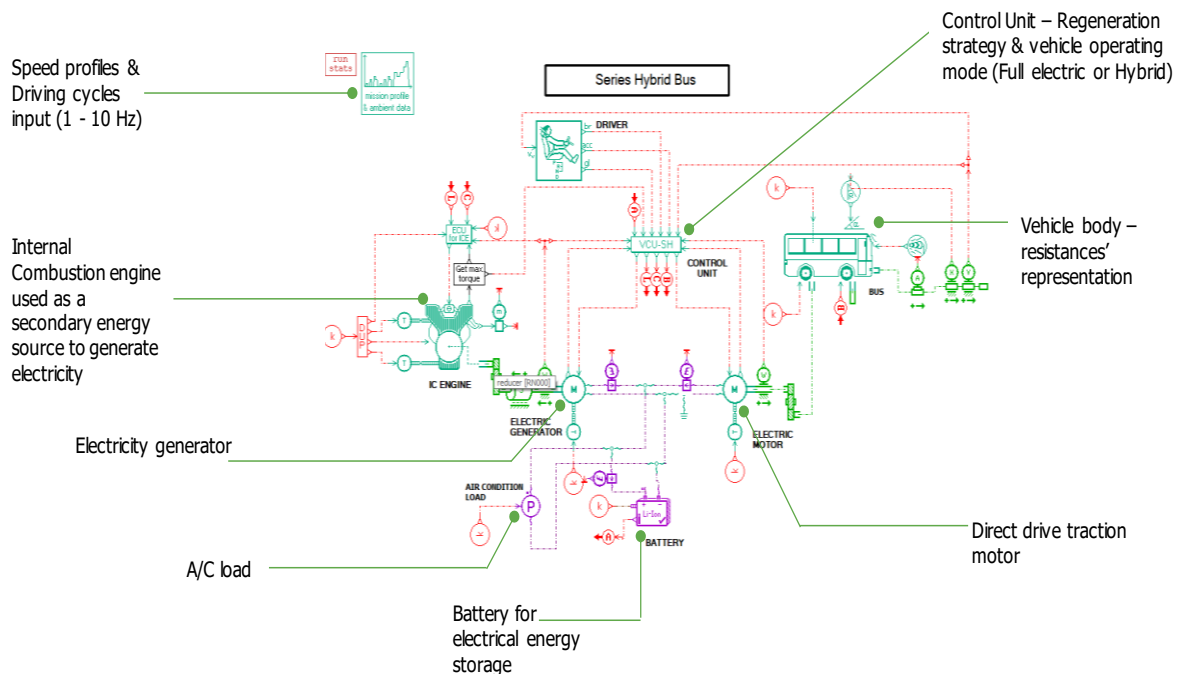 Control Unit – Regeneration
strategy & vehicle operating
mode (Full electric or Hybrid)
Speed profiles &
Driving cycles
input (1 - 10 Hz)
run
stats
mission profile
& ambient data
Series Hybrid Bus
DRIVER
br
acc
gl
k
L
C
k
A
ECU
for ICE
VCU-SH
CONTROL
UNIT
Get max.
torque
L
C
B
Vehicle body –
resistances'
representation
A
X
V
BUS
B
k
Internal
Combustion engine
used as a
secondary energy
source to generate
electricity
k
DUP
T
T
IC ENGINE
reducer [RN000]
M
M
W
ELECTRIC
GENERATOR
ELECTRIC
MOTOR
T
k
k
Electricity generator
AIR CONDITION
LOAD
P
k
k
Li-Ion
+ -
A
BATTERY
Direct drive traction
motor
A/C load
Battery for
electrical energy
storage